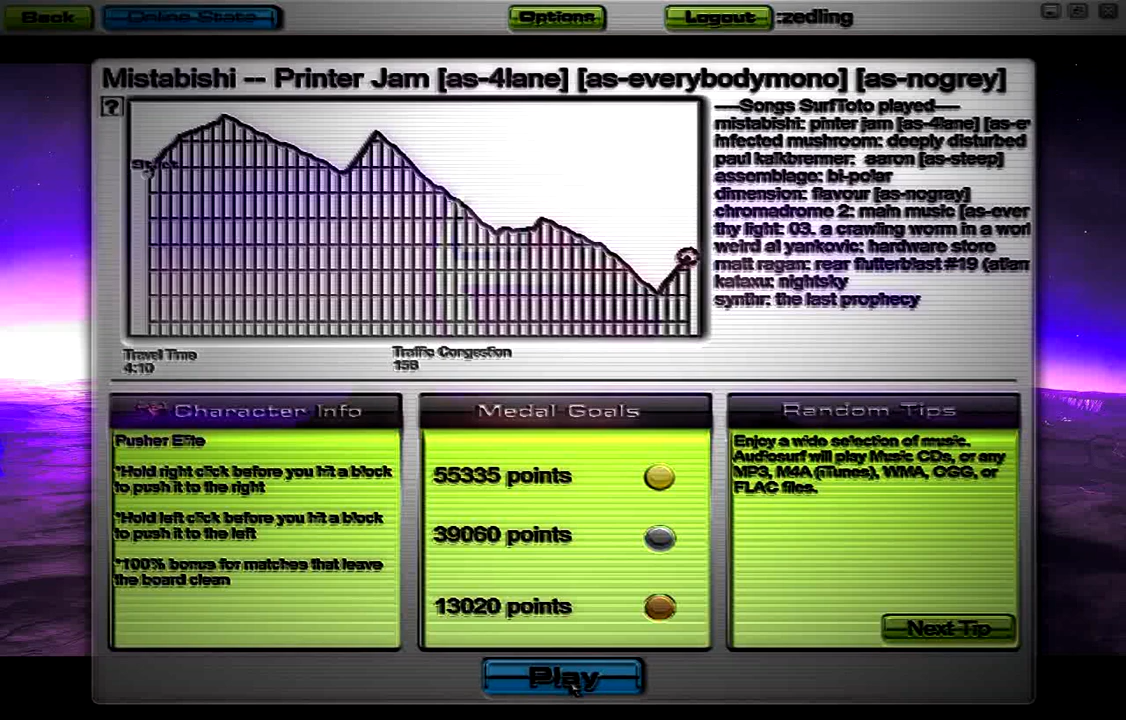 Back
Online Stats
Options
Logout
:zedling
Mistabishi -- Printer Jam [as-4lane] [as-everybodymono] [as-nogrey]
?
Start
----Songs SurfToto played----
mistabishi: printer jam [as-4lane] [as-e
infected mushroom: deeply disturbed
paul kalkbrenner: aaron [as-steep]
assemblage: bi-polar
dimension: flavour [as-nogray]
chromadrome 2: main music [as-ever
thy light: 03. a crawling worm in a worl
weird al yankovic: hardware store
matt ragan: rear flutterblast #19 (atlan
kataxu: nightsky
synthr: the last prophecy
Travel Time
4:10
Traffic Congestion
158
Character Info
Pusher Elite
*Hold right click before you hit a block
to push it to the right
*Hold left click before you hit a block
to push it to the left
*100% bonus for matches that leave
the board clean
Medal Goals
55335 points
39060 points
13020 points
Random Tips
Enjoy a wide selection of music.
Audiosurf will play Music CDs, or any
MP3, M4A (iTunes), WMA, OGG, or
FLAC files.
Next Tip
Play